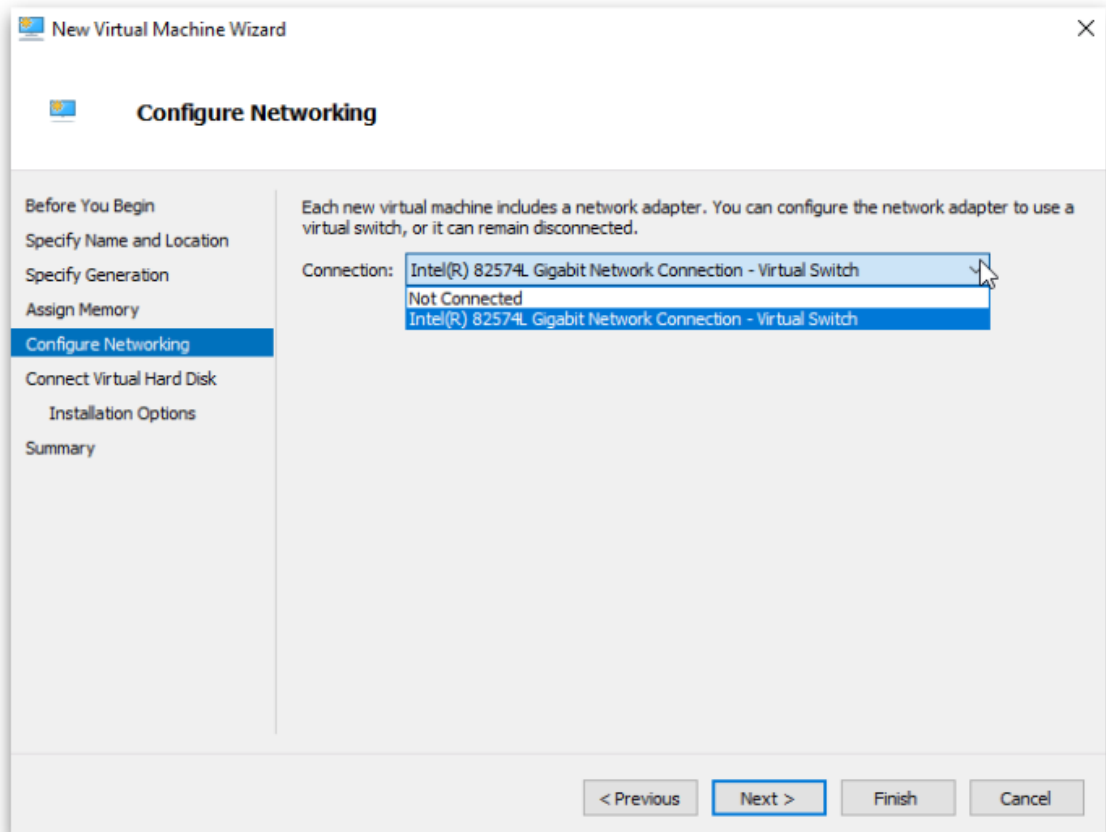 New Virtual Machine Wizard
Configure Networking
Before You Begin
Specify Name and Location
Specify Generation
Assign Memory
Configure Networking
Connect Virtual Hard Disk
Installation Options
Summary
Each new virtual machine includes a network adapter. You can configure the network adapter to use a
virtual switch, or it can remain disconnected.
Connection: Intel(R) 82574L Gigabit Network Connection - Virtual Switch
Not Connected
Intel(R) 82574L Gigabit Network Connection - Virtual Switch
< Previous
Next >
Finish
Cancel